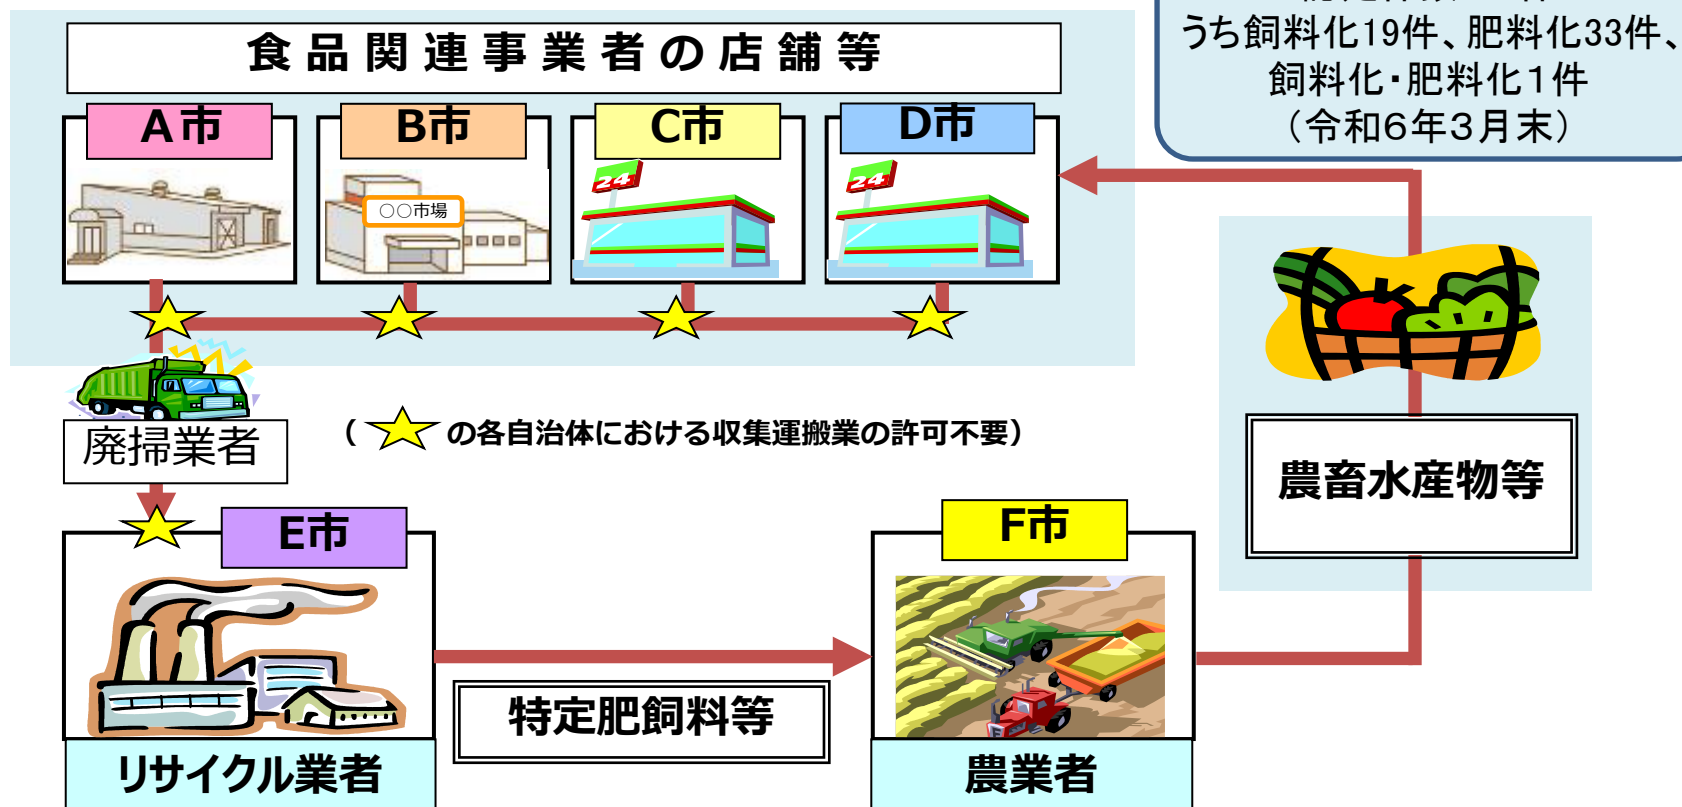 うち飼料化19件、肥料化33件、
飼料化・肥料化１件
（令和６年３月末）
食品関連事業者の店舗等
A市
B市
C市
D市
○○市場
24
24
廃掃業者
（ ☆ の各自治体における収集運搬業の許可不要）
農畜水産物等
E市
F市
特定肥飼料等
リサイクル業者
農業者